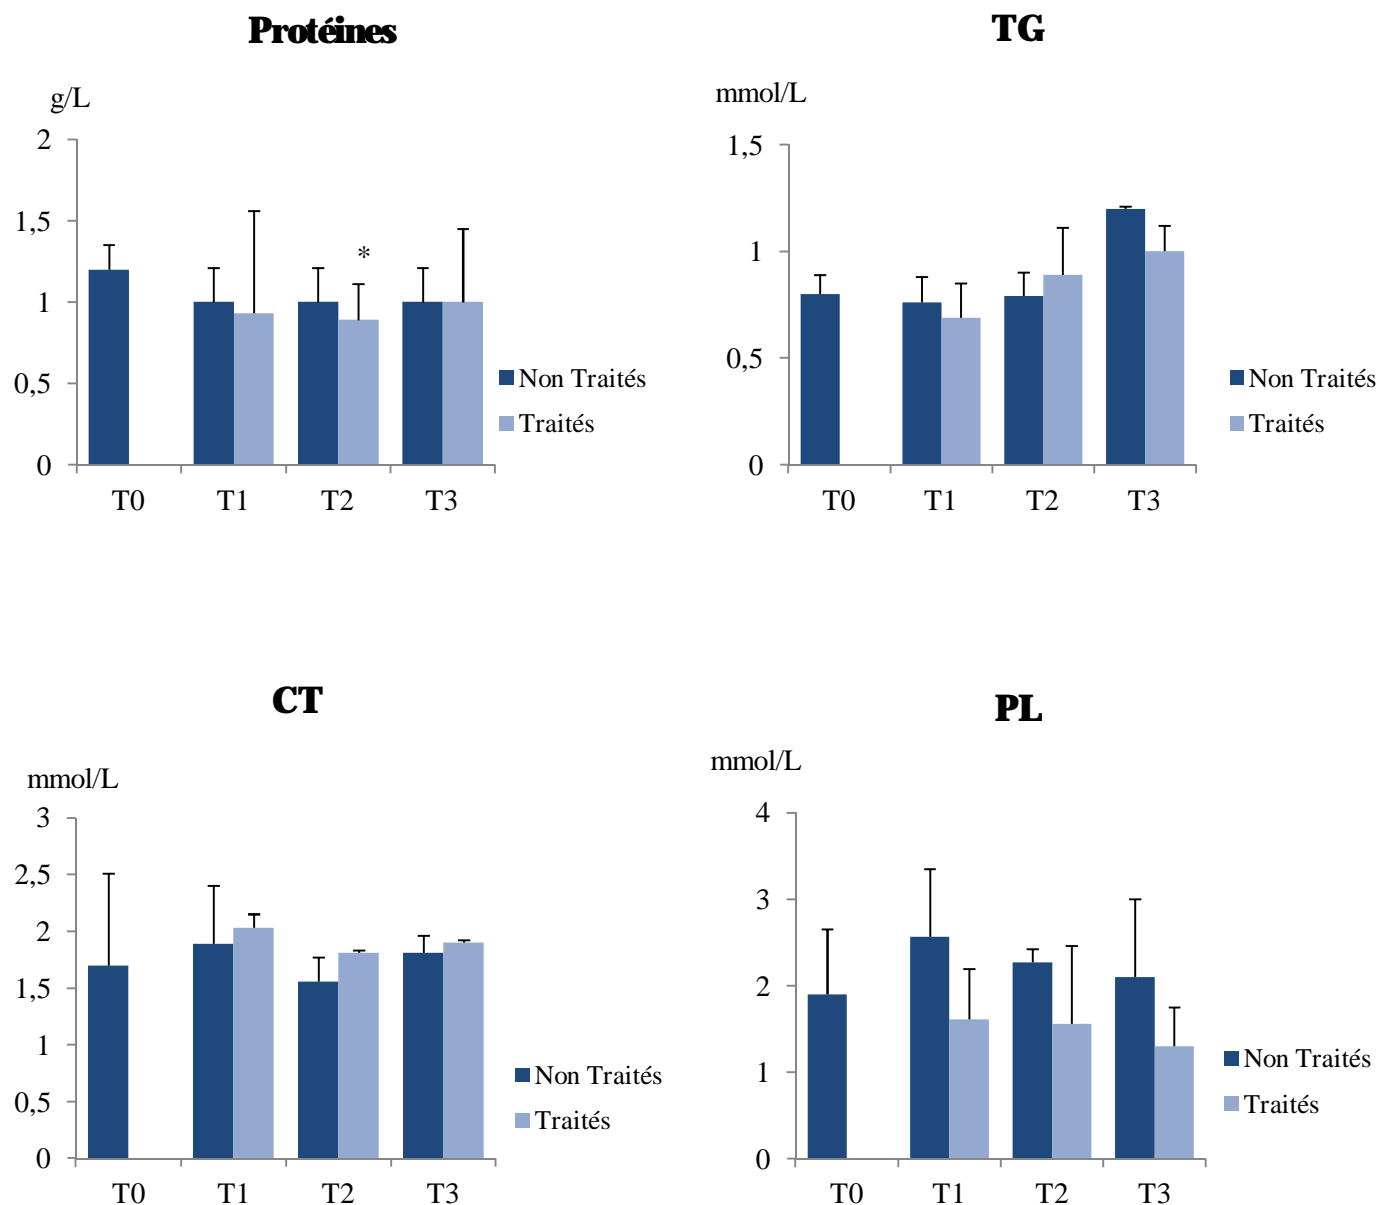 Protéines
g/L
2
1,5
1
0,5
0
*
T0 T1 T2 T3
Non Traités
Traités
TG
mmol/L
1,5
1
0,5
0
T0 T1 T2 T3
Non Traités
Traités
CT
mmol/L
3
2,5
2
1,5
1
0,5
0
T0 T1 T2 T3
Non Traités
Traités
PL
mmol/L
4
3
2
1
0
T0 T1 T2 T3
Non Traités
Traités